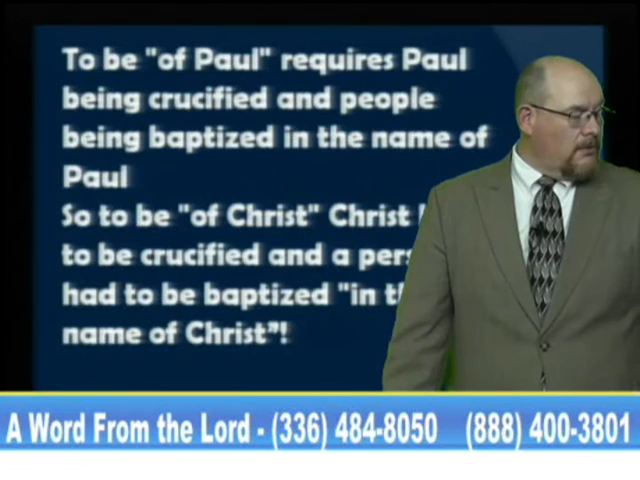 To be "of Paul" requires Paul
being crucified and people
being baptized in the name of
Paul
So to be "of Christ" Christ
to be crucified and a per
had to be baptized "in t
name of Christ"!
A Word From the Lord - (336) 484-8050 (888) 400-3801